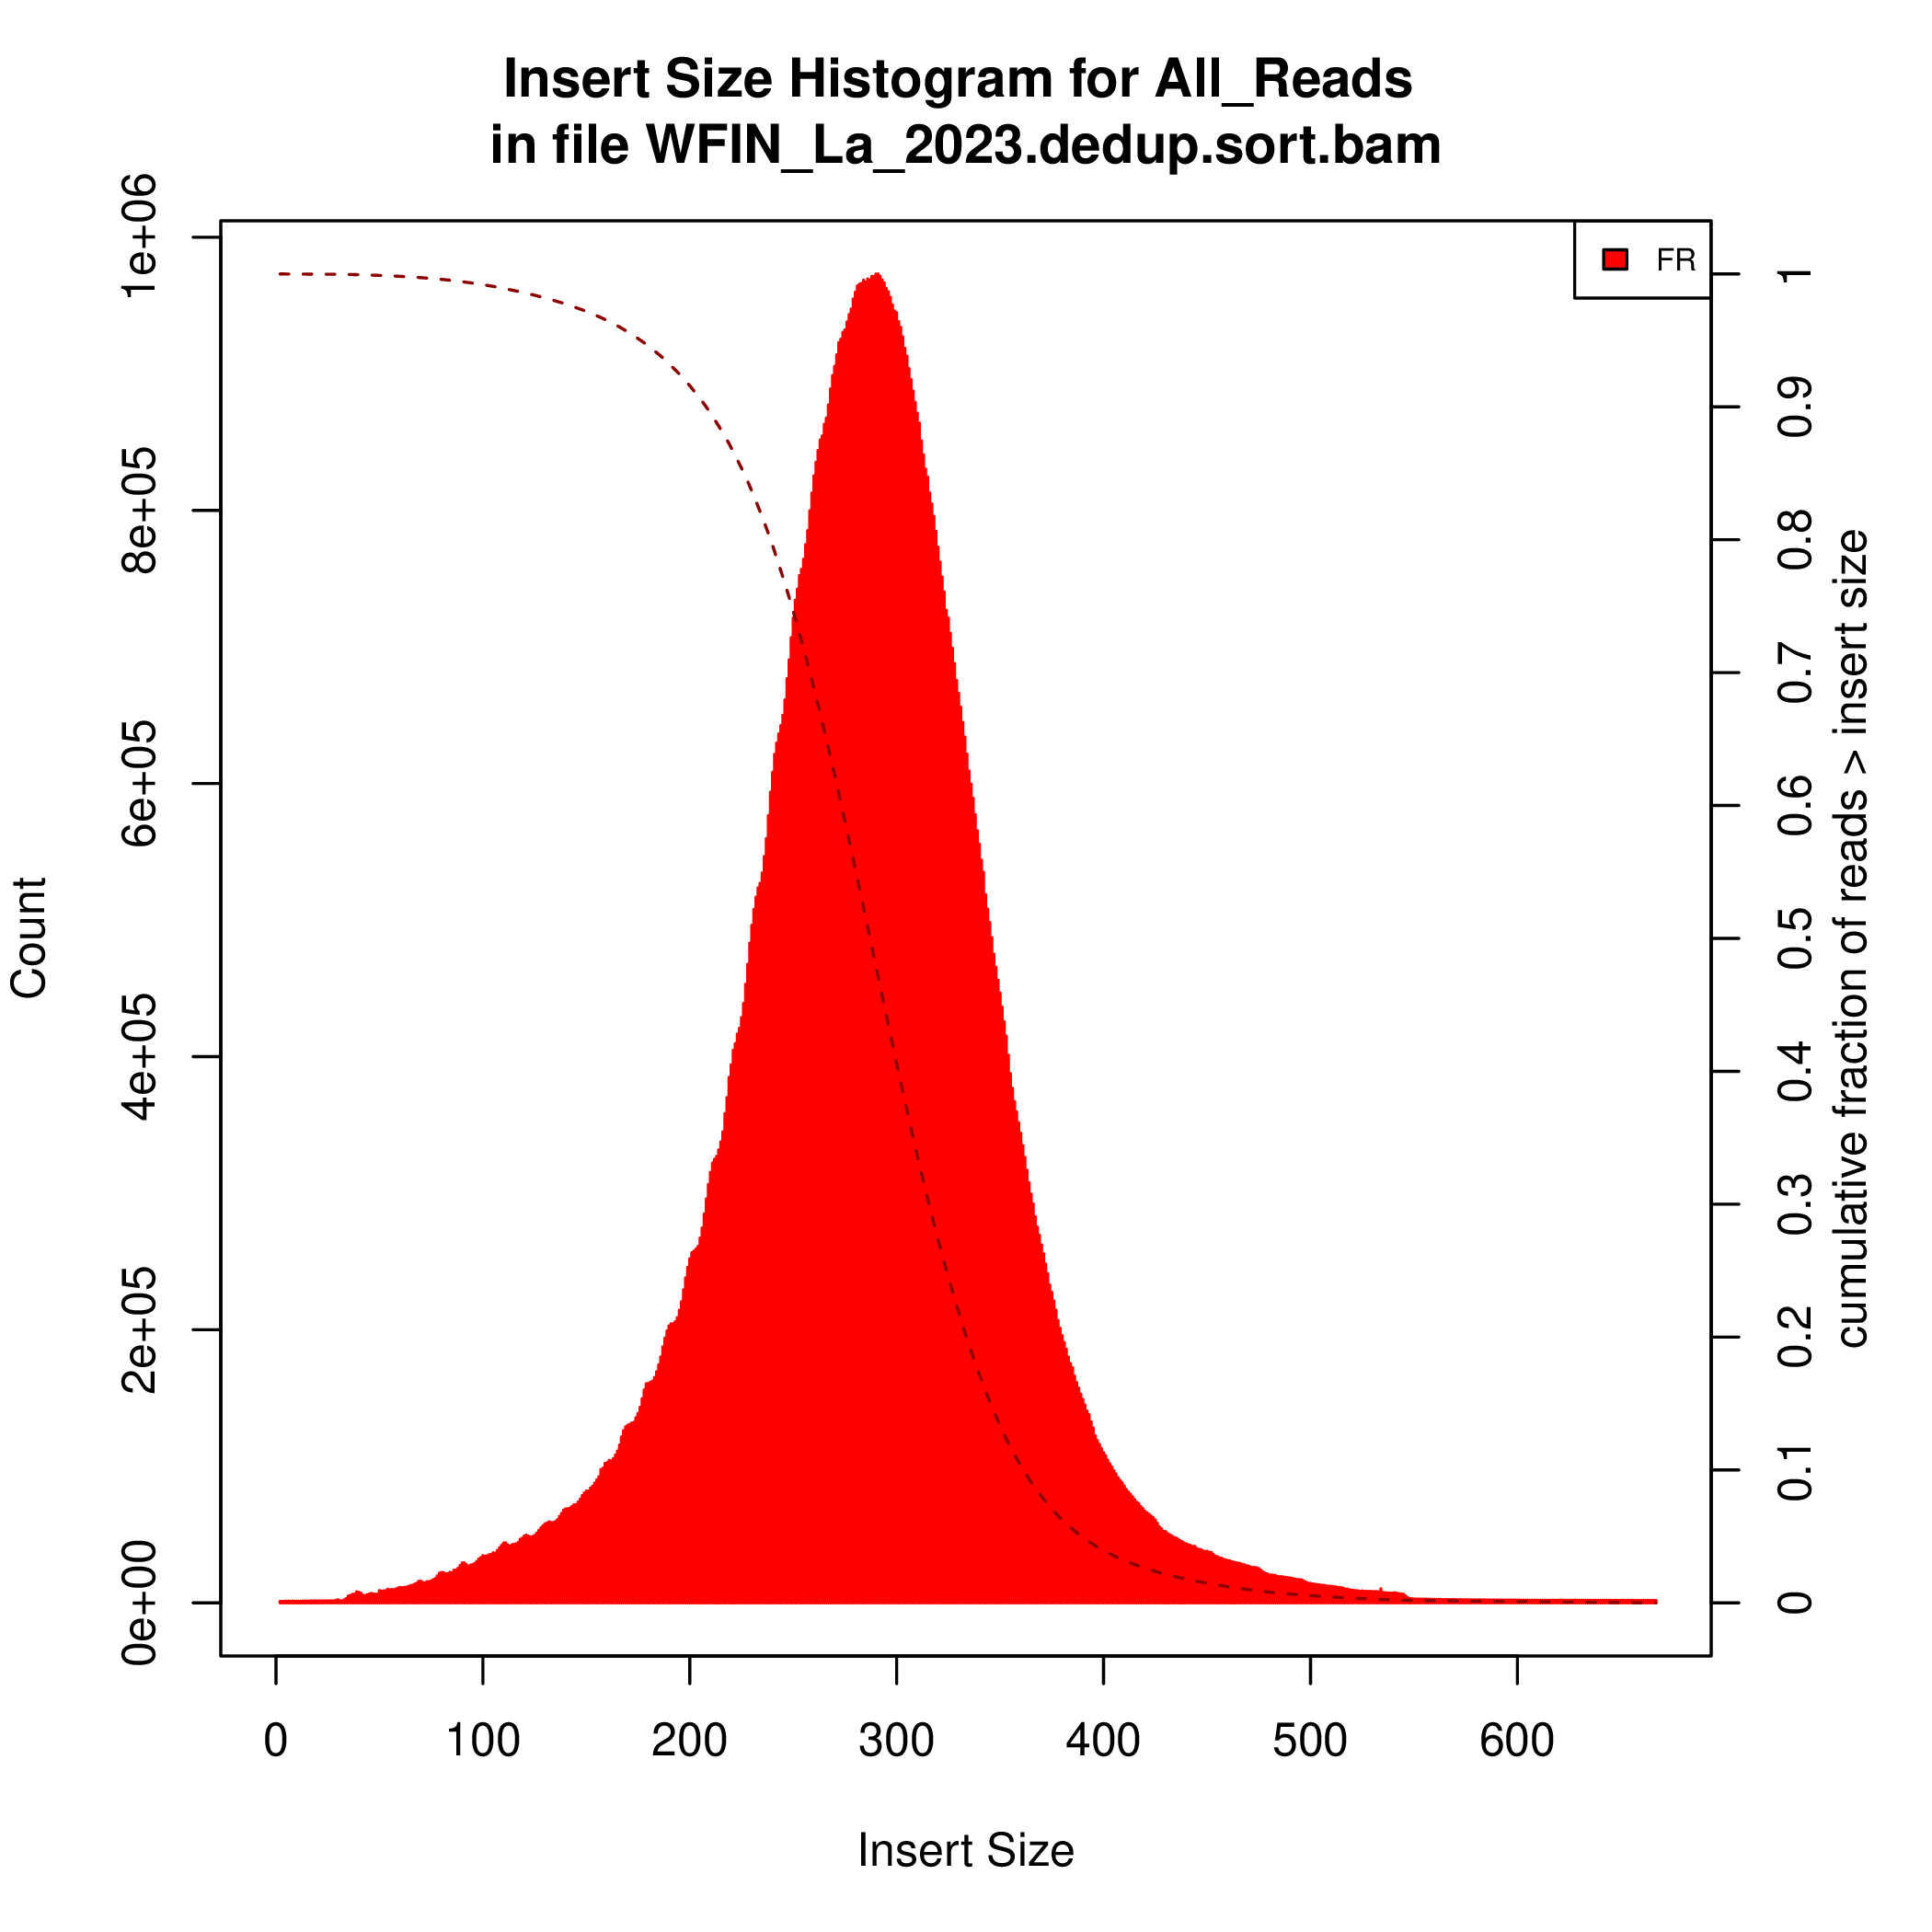 Insert Size Histogram for All_Reads
in file WFIN_La_2023.dedup.sort.bam
FR
Count
0e+00
2e+05
4e+05
6e+05
8e+05
1e+06
0
0.1
0.2
0.3
0.4
0.5
0.6
0.7
0.8
0.9
1
cumulative fraction of reads > insert size
0 100 200 300 400 500 600
Insert Size